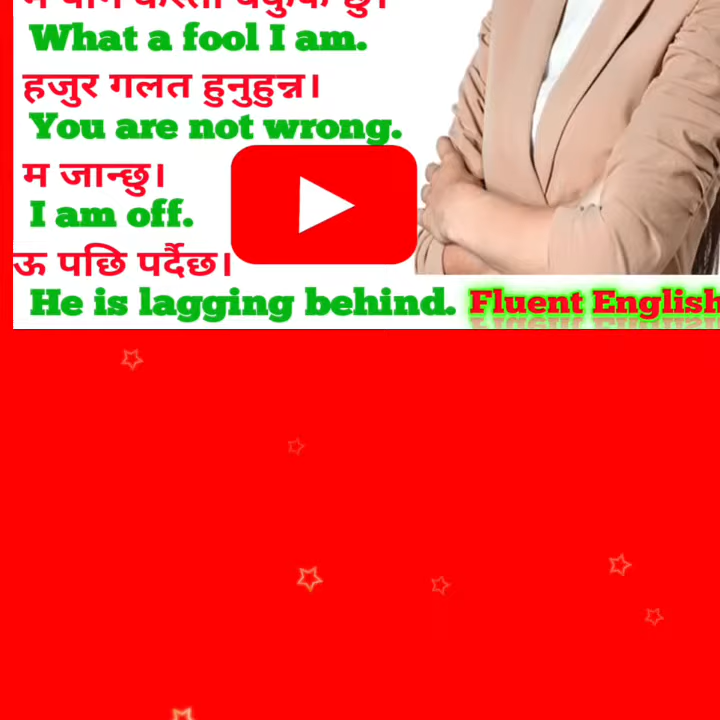 What a fool I am.
हजुर गलत हुनुहुन्न।
You are not wrong.
म जान्छु।
I am off.
ऊ पछि पर्दैछ।
He is lagging behind. Fluent English